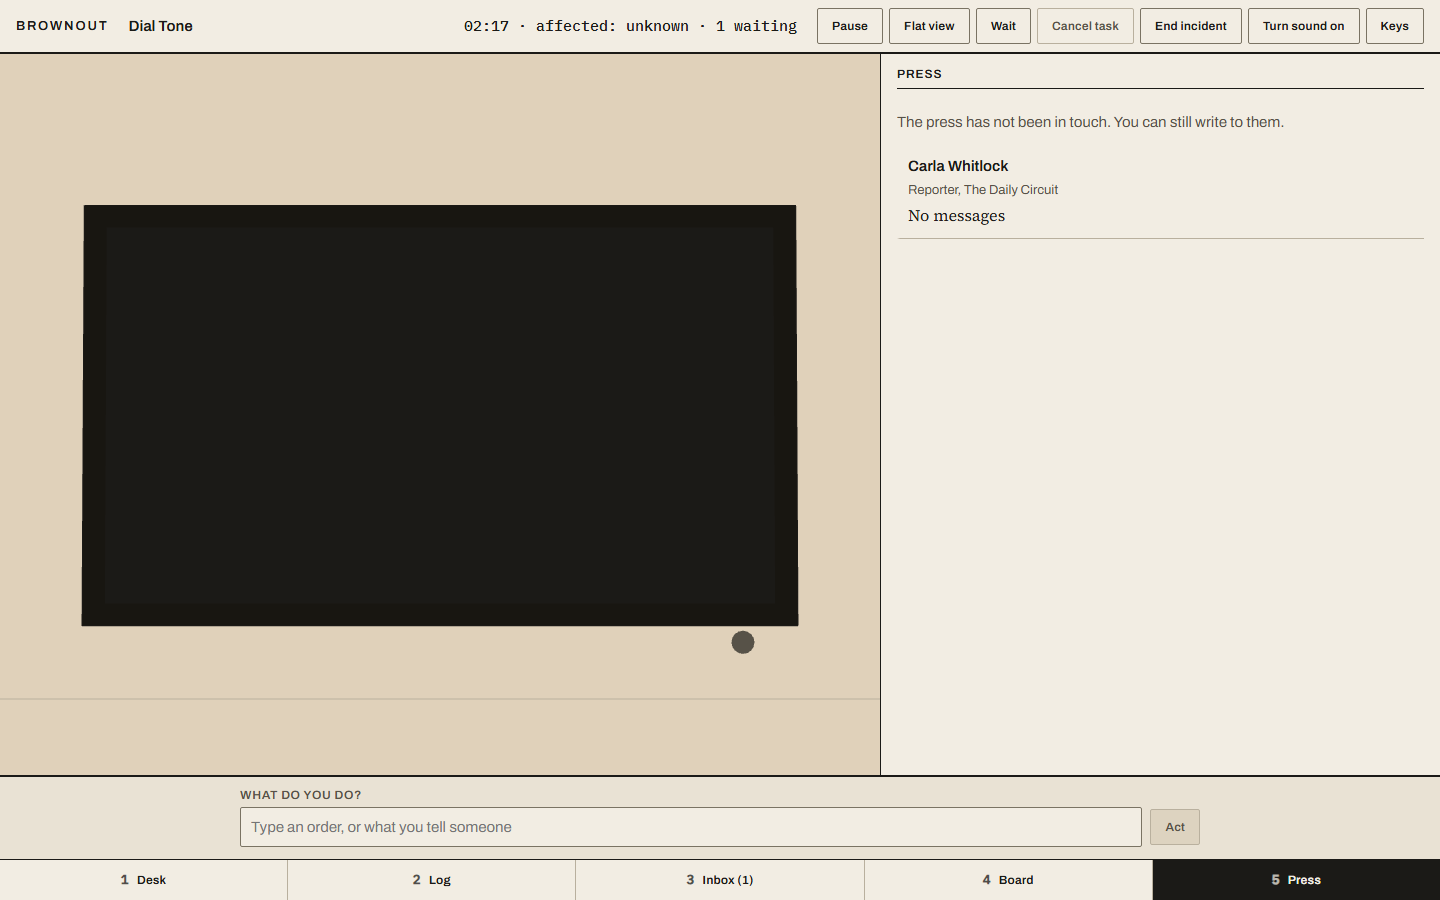 BROWNOUT Dial Tone 02:17 · affected: unknown · 1 waiting Pause Flat view Wait Cancel task End incident Turn sound on Keys
PRESS
The press has not been in touch. You can still write to them.
Carla Whitlock
Reporter, The Daily Circuit
No messages
WHAT DO YOU DO?
Type an order, or what you tell someone Act
1 Desk 2 Log 3 Inbox (1) 4 Board 5 Press